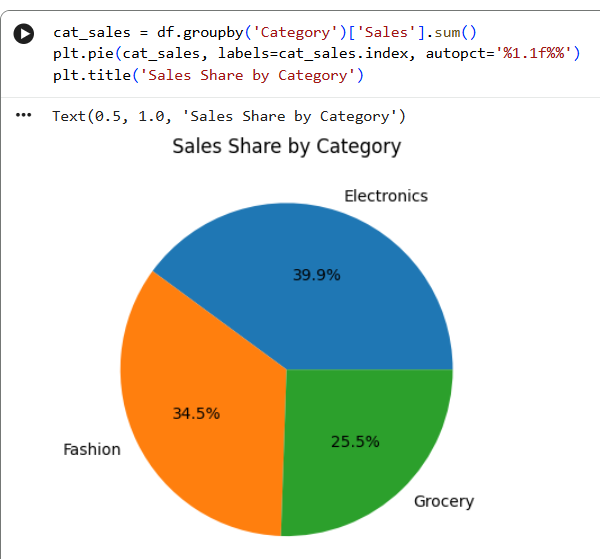 cat_sales = df.groupby('Category')['Sales'].sum()
plt.pie(cat_sales, labels=cat_sales.index, autopct='%1.1f%%')
plt.title('Sales Share by Category')
Text(0.5, 1.0, 'Sales Share by Category')
Sales Share by Category
Electronics
39.9%
34.5%
25.5%
Fashion
Grocery